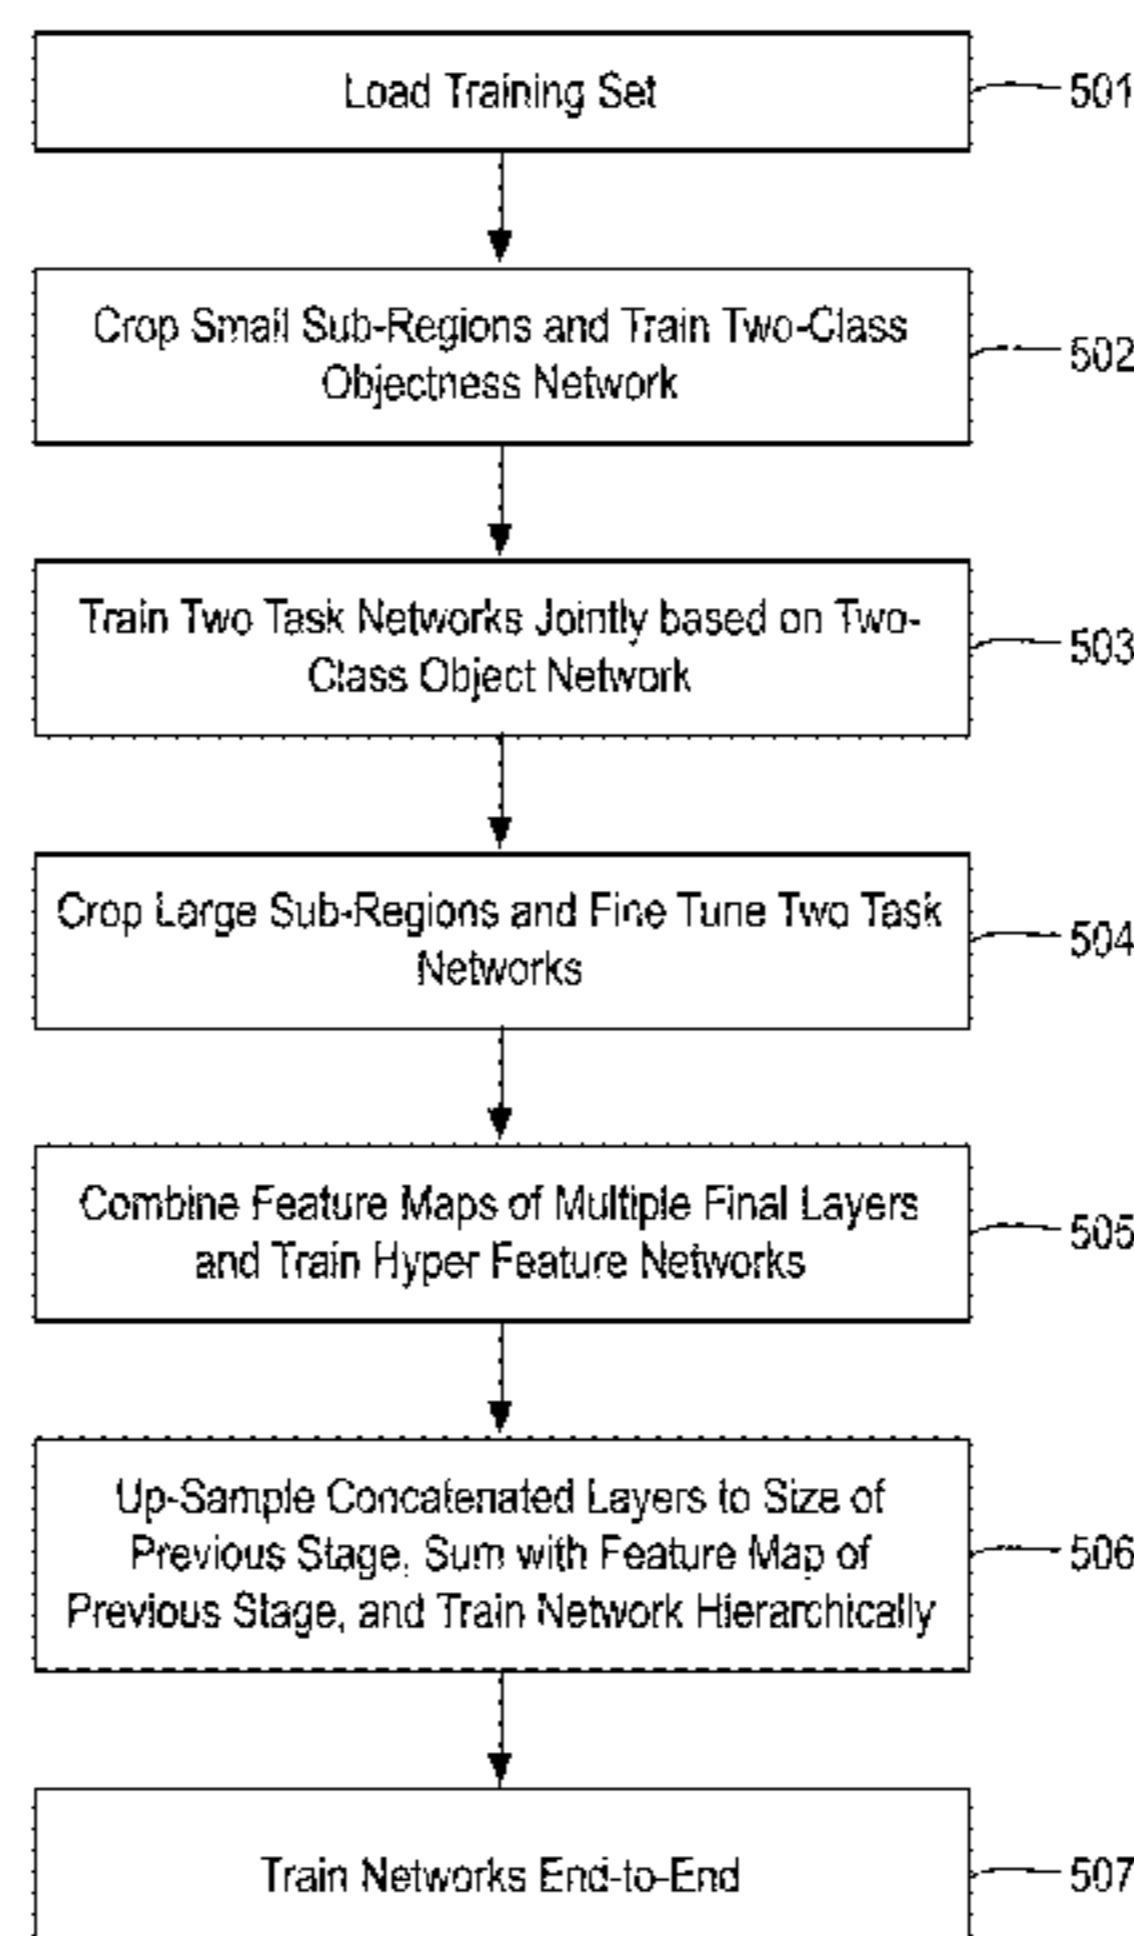 Load Training Set
501
Crop Small Sub-Regions and Train Two-Class
Objectness Network
502
Train Two Task Networks Jointly based on Two-
Class Object Network
503
Crop Large Sub-Regions and Fine Tune Two Task
Networks
504
Combine Feature Maps of Multiple Final Layers
and Train Hyper Feature Networks
505
Up-Sample Concatenated Layers to Size of
Previous Stage, Sum with Feature Map of
Previous Stage, and Train Network Hierarchically
506
Train Networks End-to-End
507